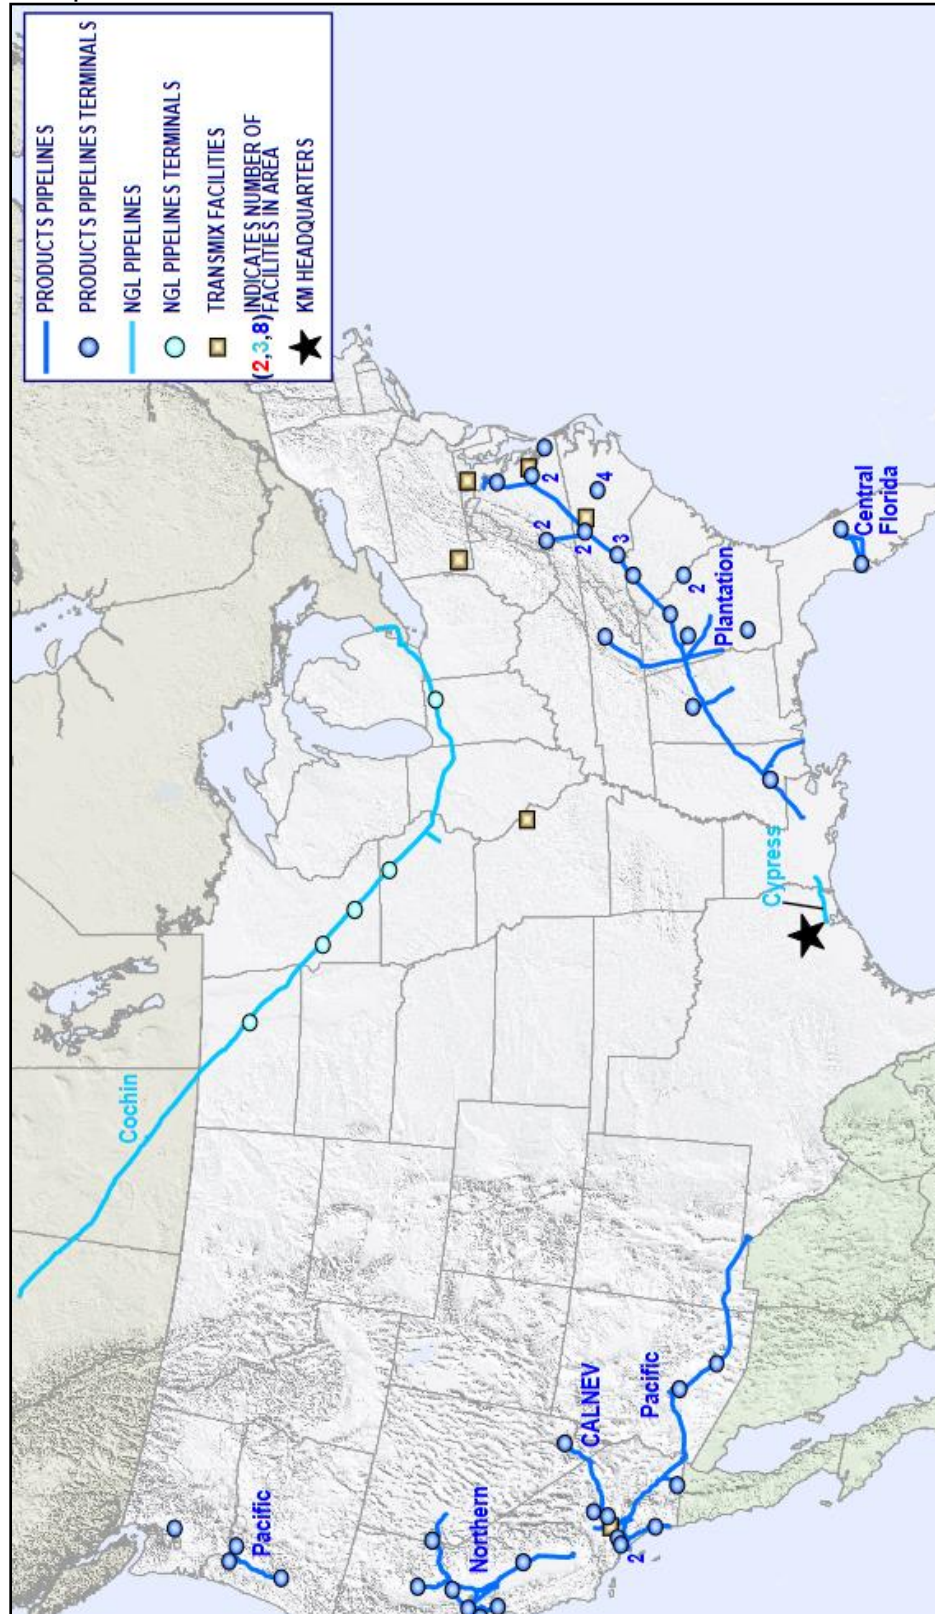 PRODUCTS PIPELINES
PRODUCTS PIPELINES TERMINALS
NGL PIPELINES
NGL PIPELINES TERMINALS
TRANSMIX FACILITIES
(2,3,8) INDICATES NUMBER OF
FACILITIES IN AREA
KM HEADQUARTERS
Cochin
Pacific
Northern
CALNEV
Pacific
2
Cypress
Plantation
2
3
2
2
4
2
Central
Florida